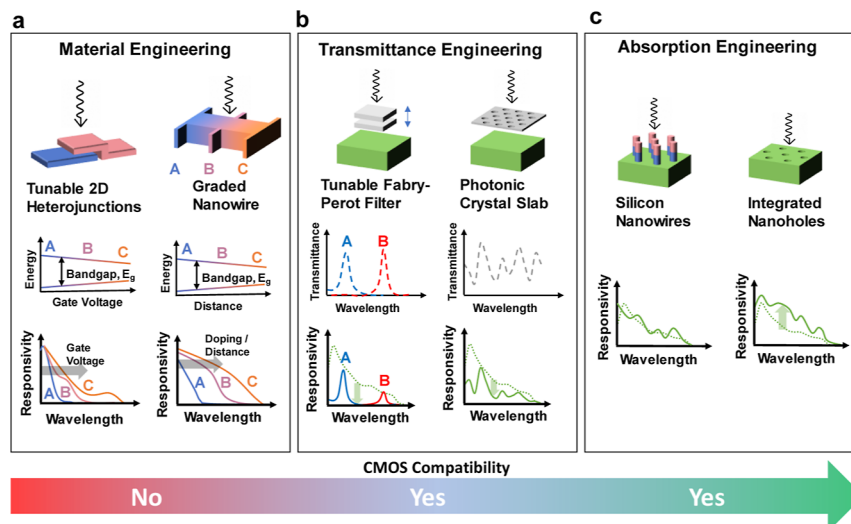 a
Material Engineering
A
B
C
Tunable 2D
Heterojunctions
Graded
Nanowire
Energy
A
B
C
Bandgap, Eg
Gate Voltage
Energy
A
B
C
Bandgap, Eg
Distance
Responsivity
Gate
Voltage
A
B
C
Wavelength
Responsivity
Doping /
Distance
A
B
C
Wavelength
b
Transmittance Engineering
Tunable Fabry-
Perot Filter
Photonic
Crystal Slab
Transmittance
A
B
Wavelength
Transmittance
Wavelength
Responsivity
A
B
Wavelength
Responsivity
Wavelength
c
Absorption Engineering
Silicon
Nanowires
Integrated
Nanoholes
Responsivity
Wavelength
Responsivity
Wavelength
CMOS Compatibility
No
Yes
Yes